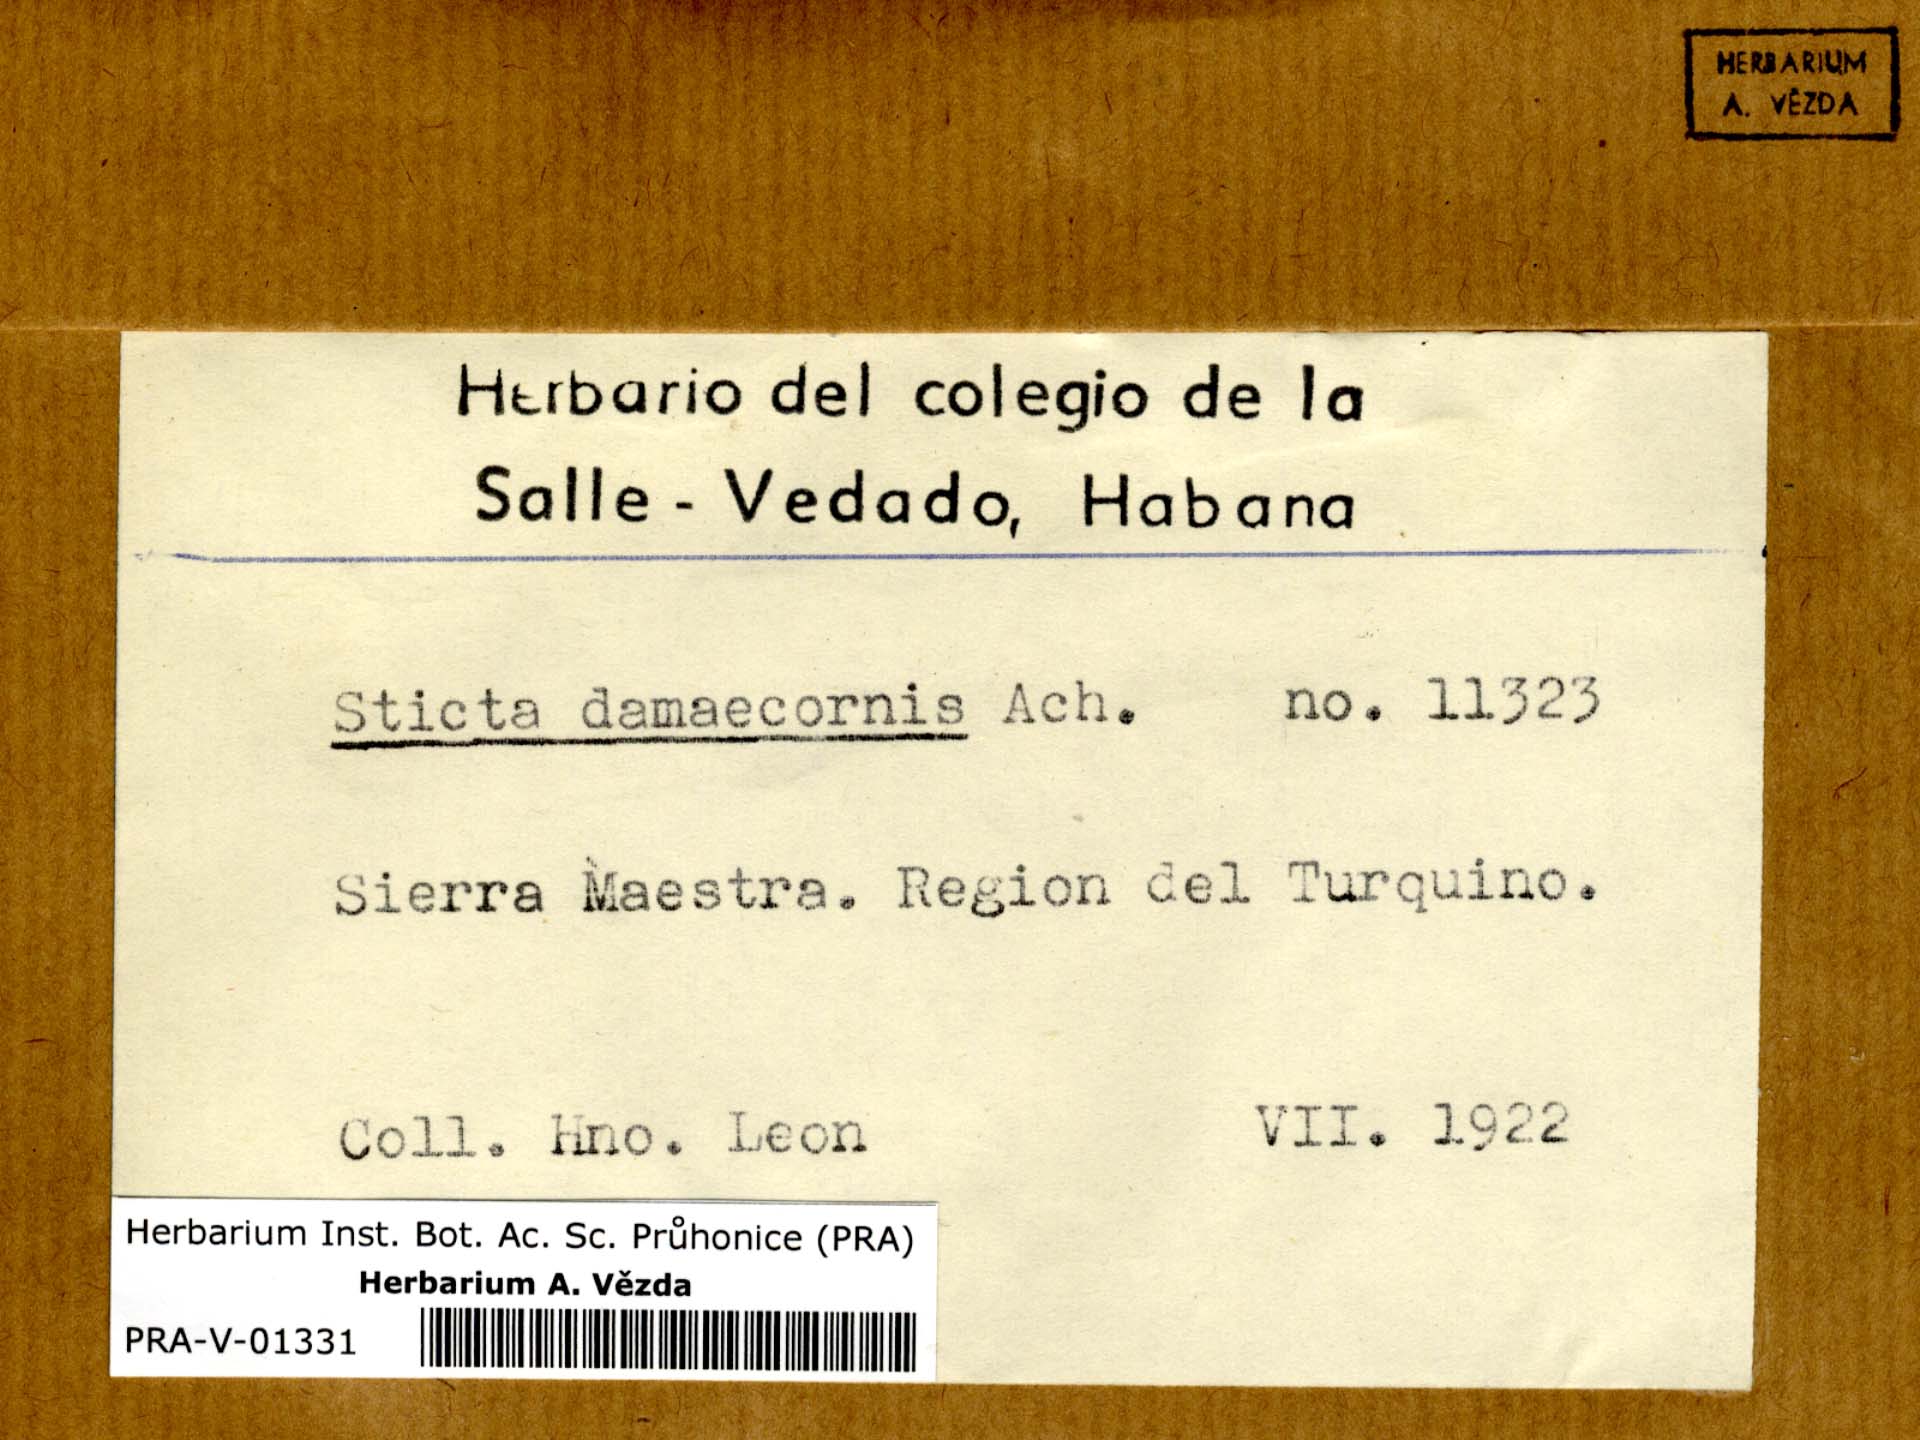 HERBARIUM
A. VĚZDA
Herbario del colegio de la
Salle - Vedado, Habana
Sticta damaecornis Ach. no. 11323
Sierra Maestra. Region del Turquino.
Coll. Hno. Leon VII. 1922
Herbarium Inst. Bot. Ac. Sc. Průhonice (PRA)
Herbarium A. Vězda
PRA-V-01331